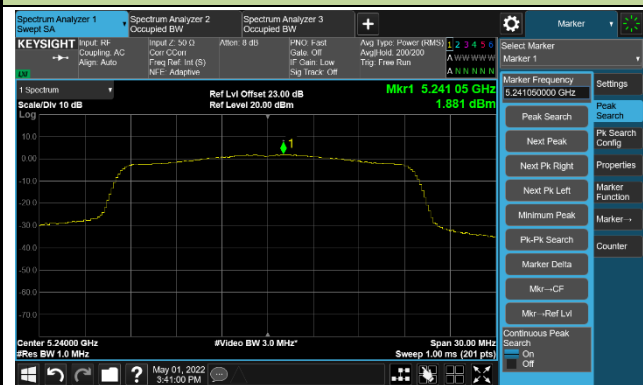 Spectrum Analyzer 1
Swept SA
Spectrum Analyzer 2
Occupied BW
Spectrum Analyzer 3
Occupied BW
+
Marker
KEYSIGHT
Input: RF
Coupling: AC
Align: Auto
Input Z: 50 Ω
Corr CCorr
Freq Ref: Int (S)
NFE: Adaptive
Atten: 8 dB
PNO: Fast
Gate: Off
IF Gain: Low
Sig Track: Off
Avg Type: Power (RMS)
Avg|Hold: 200/200
Trig: Free Run
1 2 3 4 5 6
A W W W W W
A N N N N N
LXI
Select Marker
Marker 1
1 Spectrum
Scale/Div 10 dB
Log
Ref Lvl Offset 23.00 dB
Ref Level 20.00 dBm
Mkr1 5.241 05 GHz
1.881 dBm
10.0
0.00
-10.0
-20.0
-30.0
-40.0
-50.0
-60.0
-70.0
1
Center 5.24000 GHz
#Res BW 1.0 MHz
#Video BW 3.0 MHz*
Span 30.00 MHz
Sweep 1.00 ms (201 pts)
Marker Frequency
5.241050000 GHz
Peak Search
Next Peak
Next Pk Right
Next Pk Left
Minimum Peak
Pk-Pk Search
Marker Delta
Mkr→CF
Mkr→Ref Lvl
Continuous Peak
Search
On
Off
Settings
Peak
Search
Pk Search
Config
Properties
Marker
Function
Marker→
Counter
?
May 01, 2022
3:41:00 PM